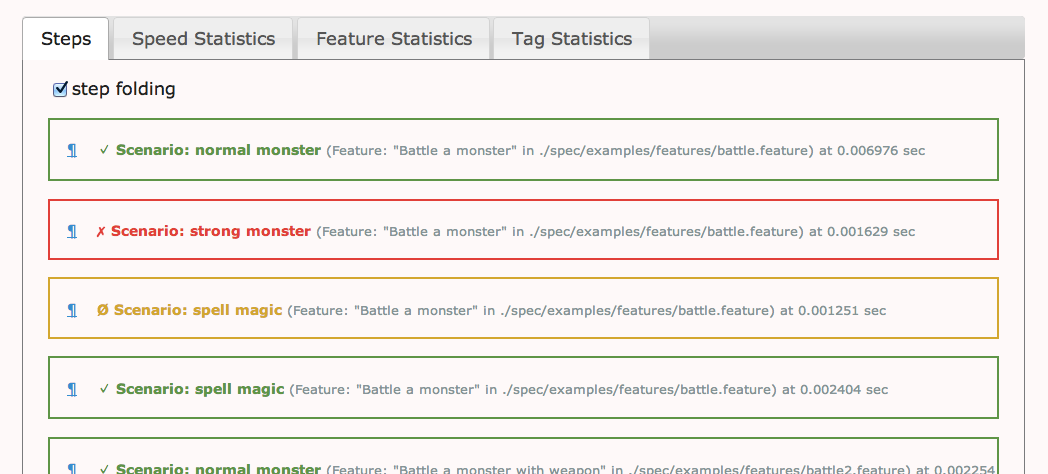 Steps Speed Statistics Feature Statistics Tag Statistics
step folding
¶ ✓ Scenario: normal monster (Feature: "Battle a monster" in ./spec/examples/features/battle.feature) at 0.006976 sec
¶ ✗ Scenario: strong monster (Feature: "Battle a monster" in ./spec/examples/features/battle.feature) at 0.001629 sec
¶ Ø Scenario: spell magic (Feature: "Battle a monster" in ./spec/examples/features/battle.feature) at 0.001251 sec
¶ ✓ Scenario: spell magic (Feature: "Battle a monster" in ./spec/examples/features/battle.feature) at 0.002404 sec
¶ ✓ Scenario: normal monster (Feature: "Battle a monster with weapon" in ./spec/examples/features/battle2.feature) at 0.002254